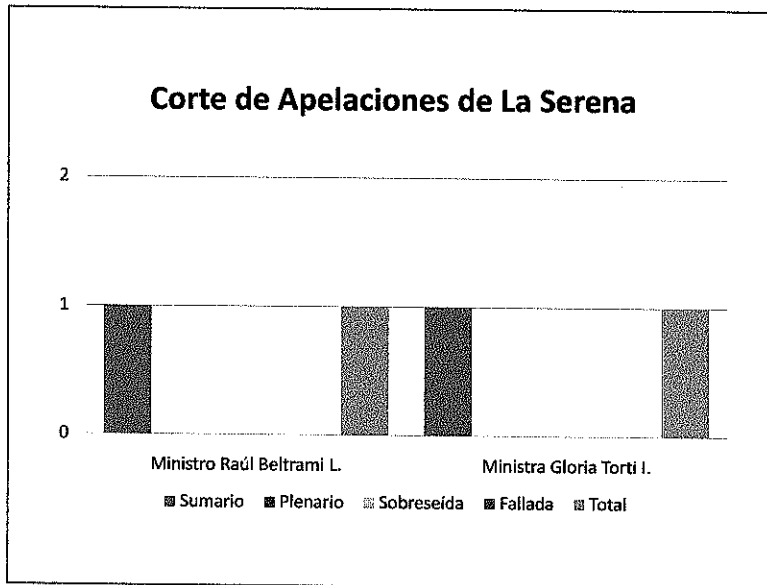 Corte de Apelaciones de La Serena
2
1
0
Ministro Raúl Beltrami L.
Ministra Gloria Torti I.
Sumario Plenario Sobreseída Fallada Total